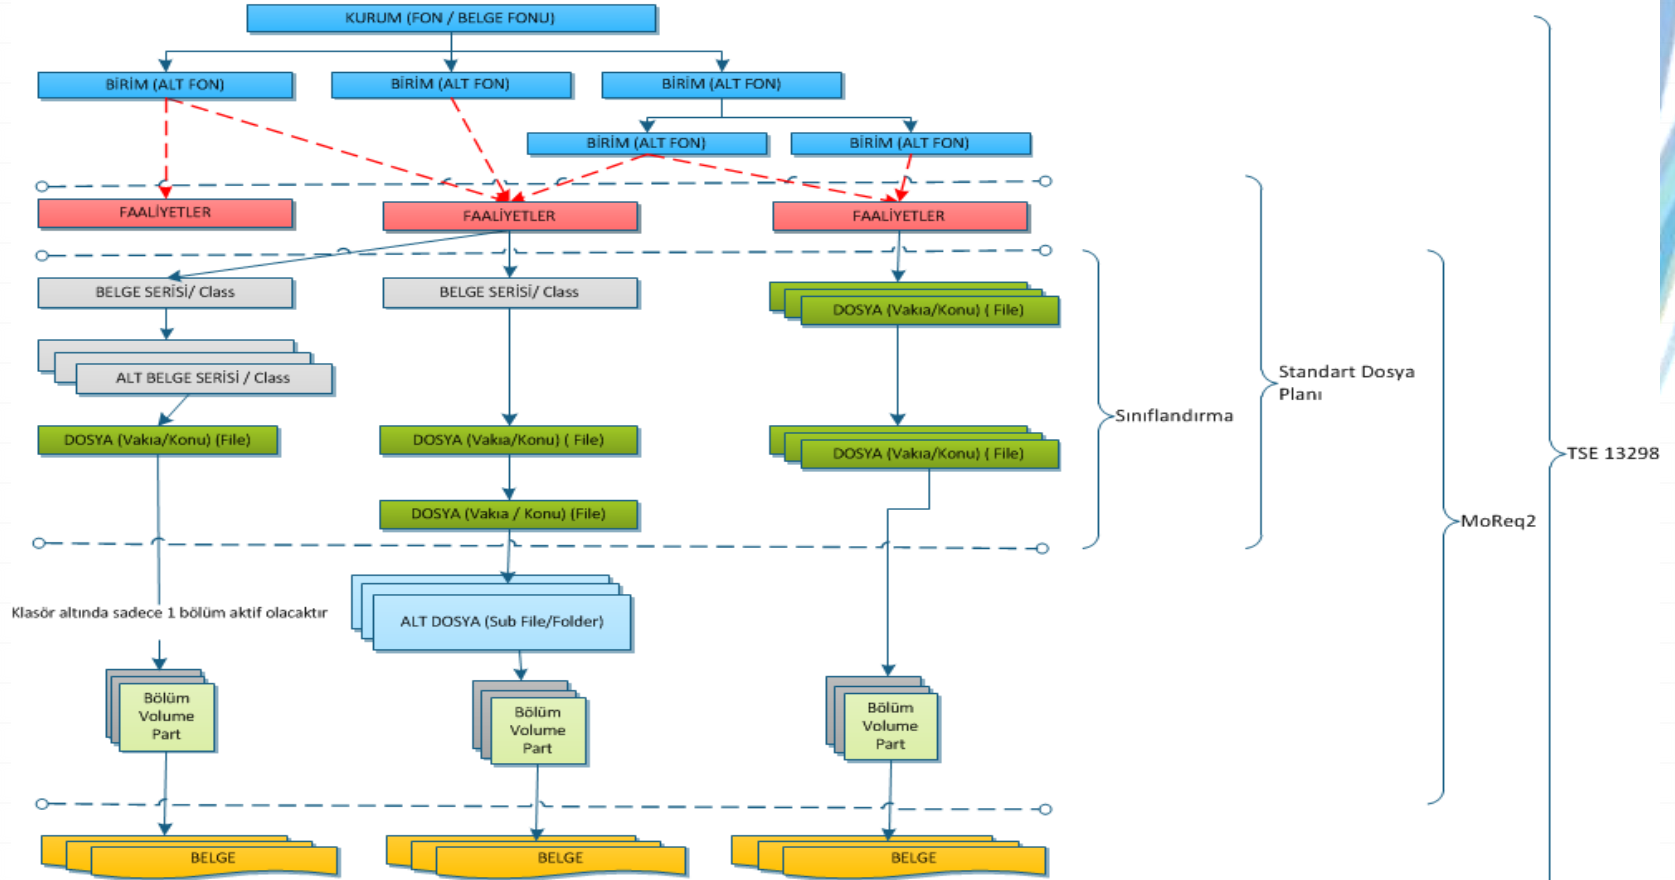 KURUM (FON / BELGE FONU)
BİRİM (ALT FON)
BİRİM (ALT FON)
BİRİM (ALT FON)
BİRİM (ALT FON)
BİRİM (ALT FON)
FAALİYETLER
FAALİYETLER
FAALİYETLER
BELGE SERİSİ/ Class
BELGE SERİSİ/ Class
DOSYA (Vakıa/Konu) ( File)
ALT BELGE SERİSİ / Class
Standart Dosya
Planı
Sınıflandırma
DOSYA (Vakıa/Konu) (File)
DOSYA (Vakıa/Konu) ( File)
DOSYA (Vakıa/Konu) ( File)
TSE 13298
DOSYA (Vakıa / Konu) (File)
MoReq2
Klasör altında sadece 1 bölüm aktif olacaktır
ALT DOSYA (Sub File/Folder)
Bölüm
Volume
Part
Bölüm
Volume
Part
Bölüm
Volume
Part
BELGE
BELGE
BELGE